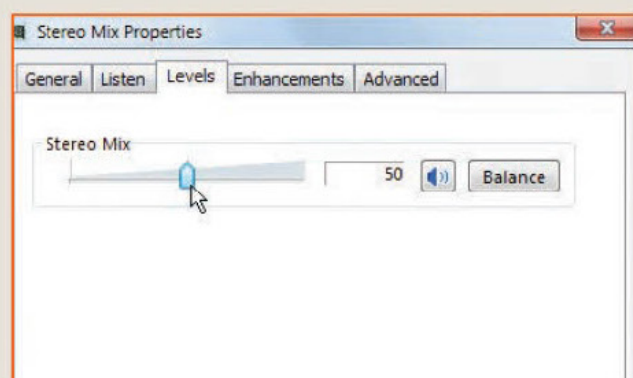 Stereo Mix Properties
General Listen Levels Enhancements Advanced
Stereo Mix
50 Balance